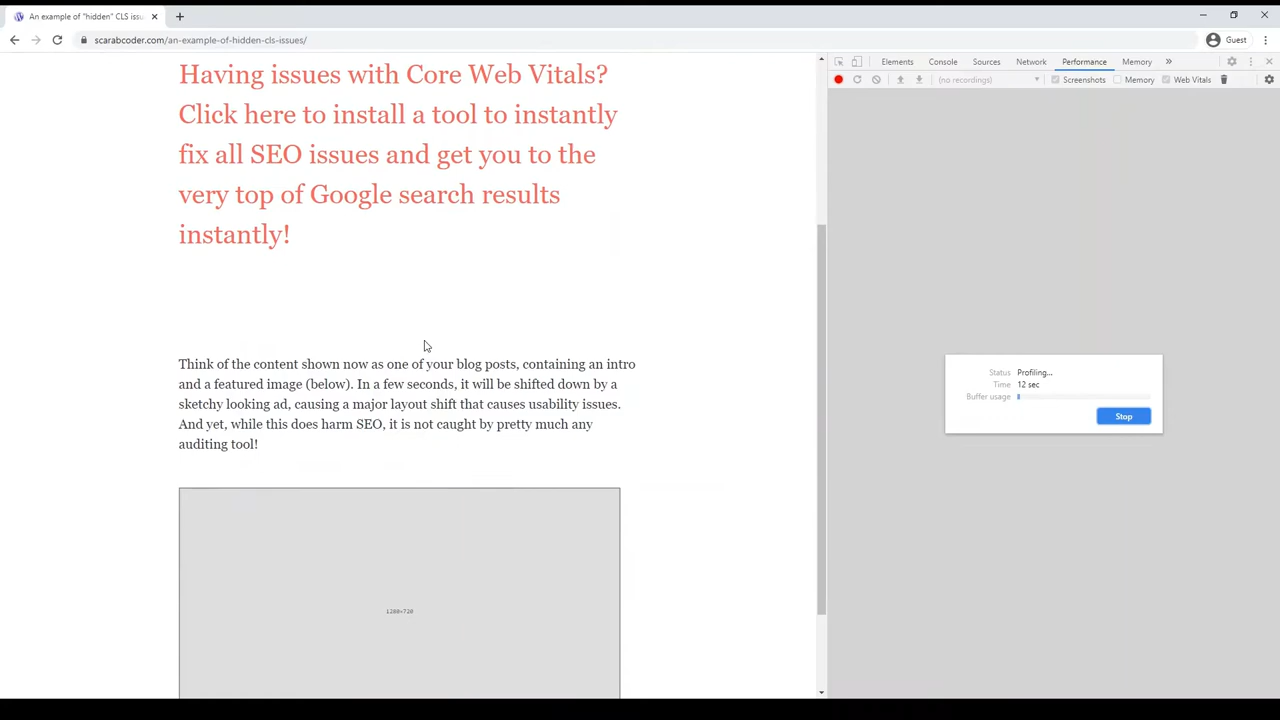 An example of "hidden" CLS issu
scarabcoder.com/an-example-of-hidden-cls-issues/
Guest
Having issues with Core Web Vitals?
Click here to install a tool to instantly
fix all SEO issues and get you to the
very top of Google search results
instantly!
Think of the content shown now as one of your blog posts, containing an intro
and a featured image (below). In a few seconds, it will be shifted down by a
sketchy looking ad, causing a major layout shift that causes usability issues.
And yet, while this does harm SEO, it is not caught by pretty much any
auditing tool!
1280×720
Elements Console Sources Network Performance Memory »
(no recordings) Screenshots Memory Web Vitals
Status Profiling...
Time 12 sec
Buffer usage
Stop